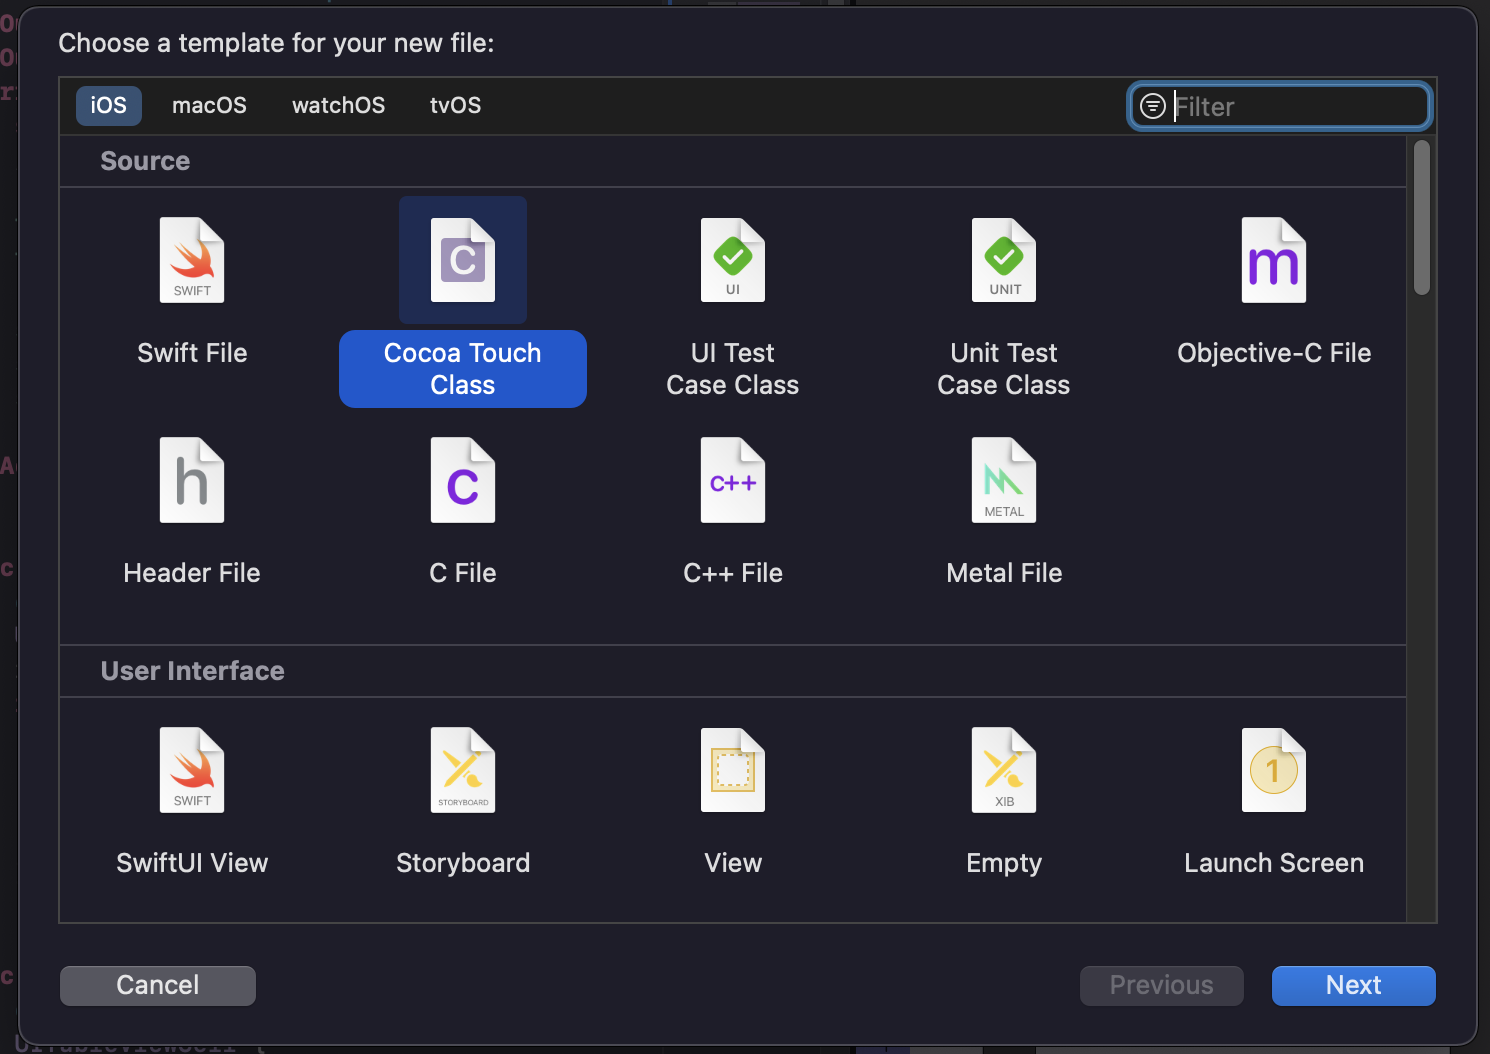 Choose a template for your new file:
iOS macOS watchOS tvOS Filter
Source
SWIFT C UI UNIT m
Swift File Cocoa Touch UI Test Unit Test Objective-C File
Class Case Class Case Class
h C C++ METAL
Header File C File C++ File Metal File
User Interface
SWIFT STORYBOARD XIB 1
SwiftUI View Storyboard View Empty Launch Screen
Cancel Previous Next